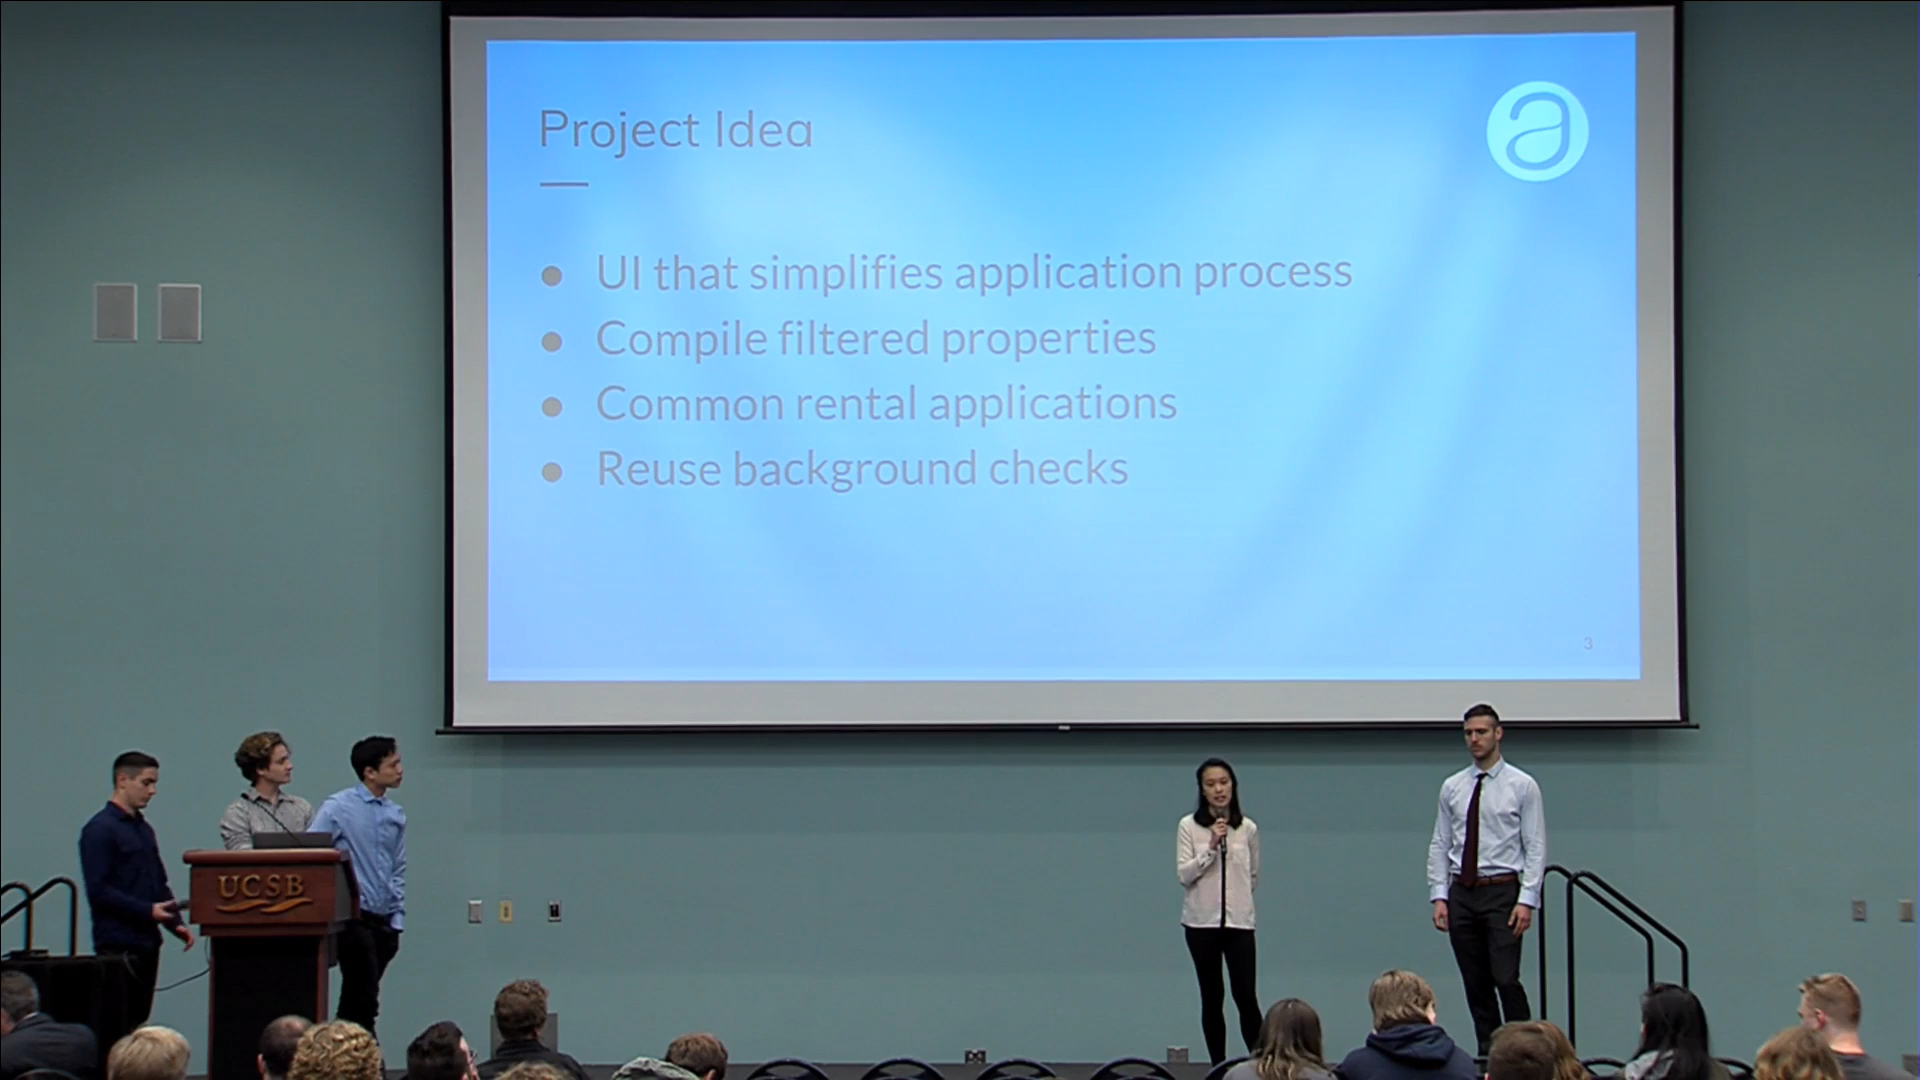 Project Idea
UI that simplifies application process
Compile filtered properties
Common rental applications
Reuse background checks
3
UCSB